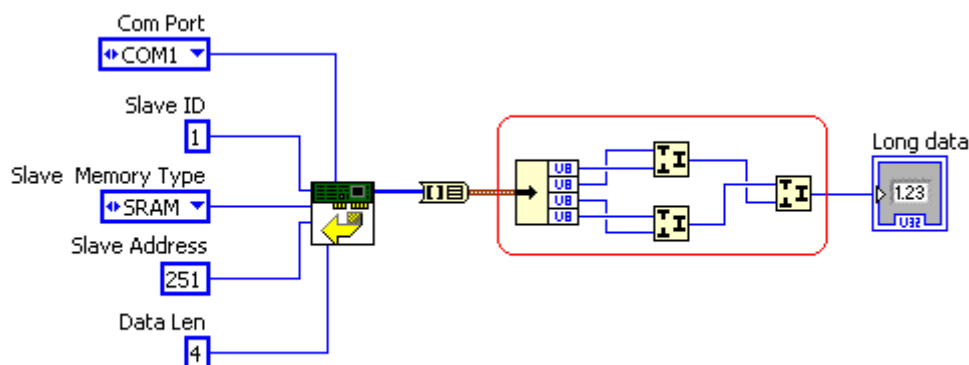 Com Port
COM1
Slave ID
1
Slave Memory Type
SRAM
Slave Address
251
Data Len
4
U8
U8
U8
U8
Long data
1.23
U32